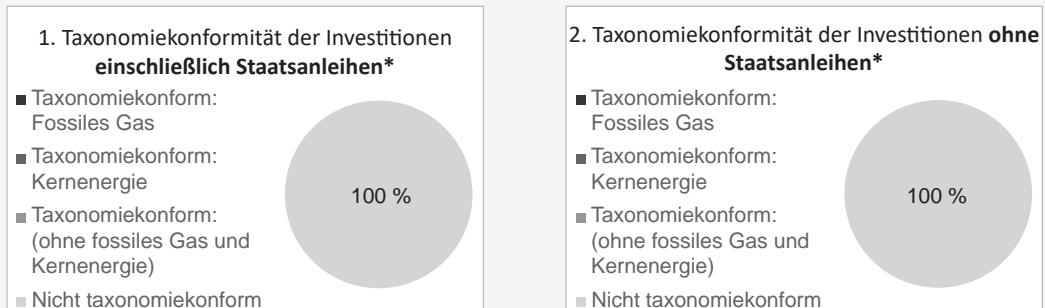 1. Taxonomiekonformität der Investitionen
einschließlich Staatsanleihen*
Taxonomiekonform:
Fossiles Gas
Taxonomiekonform:
Kernenergie
Taxonomiekonform:
(ohne fossiles Gas und
Kernenergie)
Nicht taxonomiekonform
100 %
2. Taxonomiekonformität der Investitionen ohne
Staatsanleihen*
Taxonomiekonform:
Fossiles Gas
Taxonomiekonform:
Kernenergie
Taxonomiekonform:
(ohne fossiles Gas und
Kernenergie)
Nicht taxonomiekonform
100 %